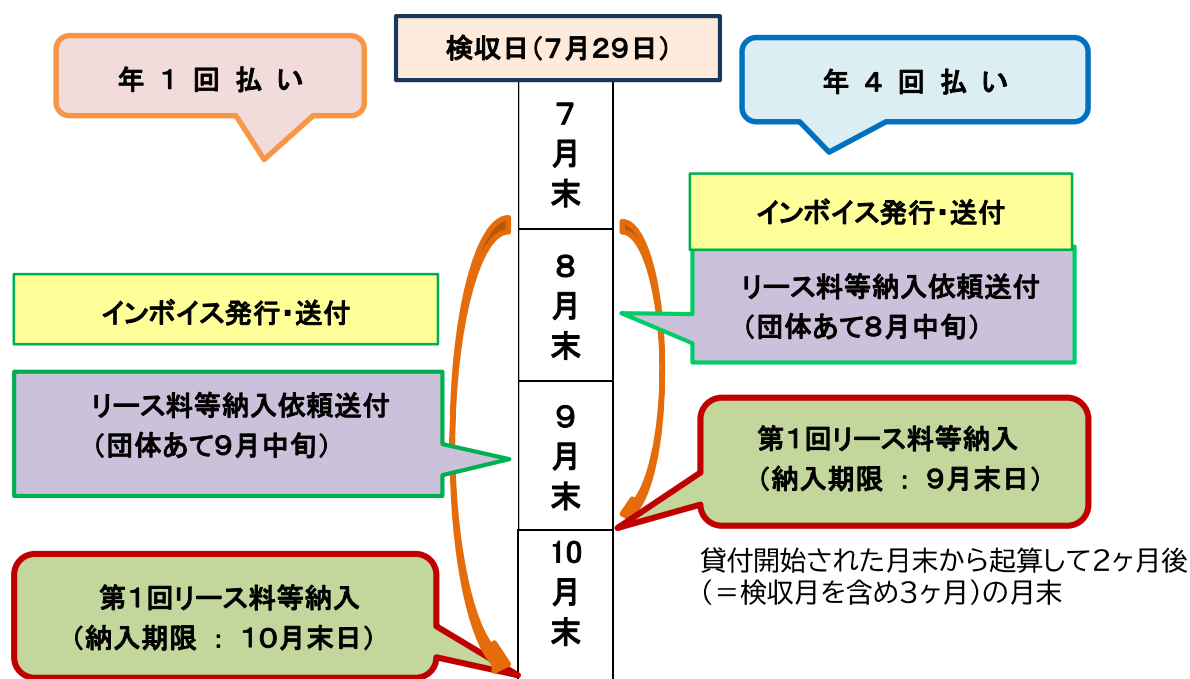 検収日（7月29日）
年 1 回 払 い
年 4 回 払 い
7月末
8月末
9月末
10月末
インボイス発行・送付
リース料等納入依頼送付
（団体あて9月中旬）
第1回リース料等納入
（納入期限 ： 10月末日）
インボイス発行・送付
リース料等納入依頼送付
（団体あて8月中旬）
第1回リース料等納入
（納入期限 ： 9月末日）
貸付開始された月末から起算して2ヶ月後
（＝検収月を含め3ヶ月）の月末